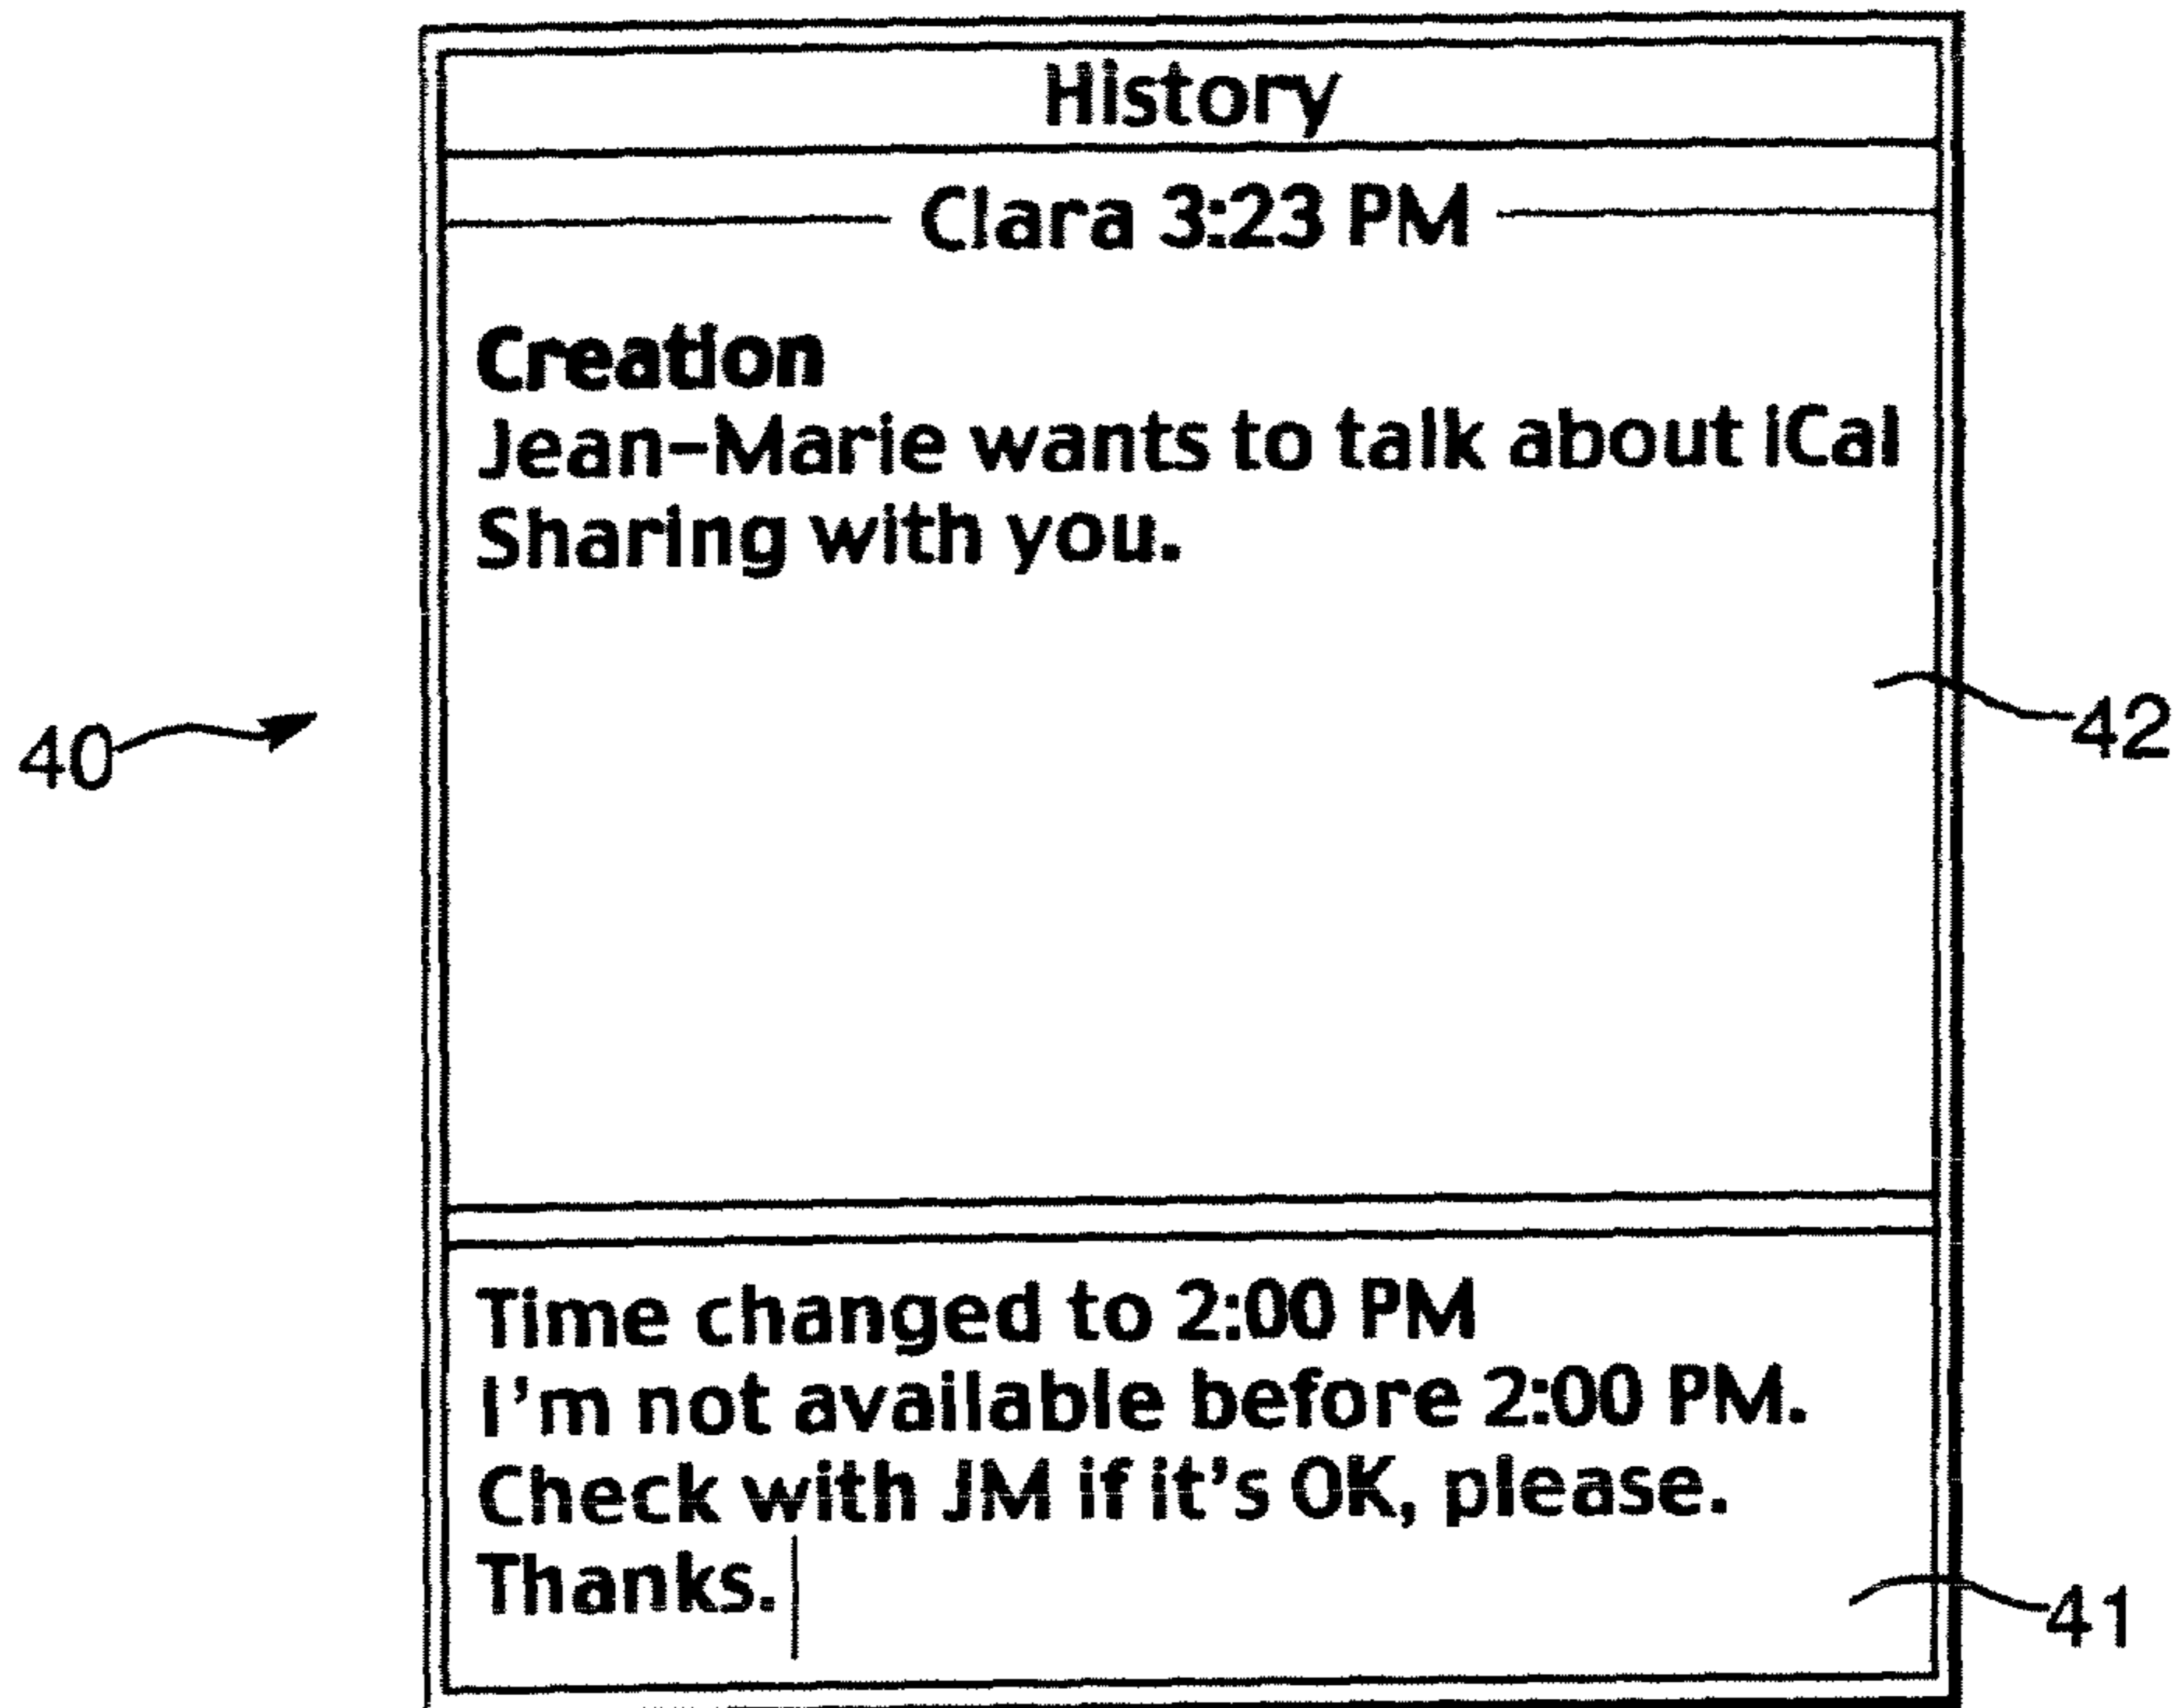 History
Clara 3:23 PM
Creation
Jean-Marie wants to talk about iCal
Sharing with you.
40
42
Time changed to 2:00 PM
I'm not available before 2:00 PM.
Check with JM if it's OK, please.
Thanks.
41